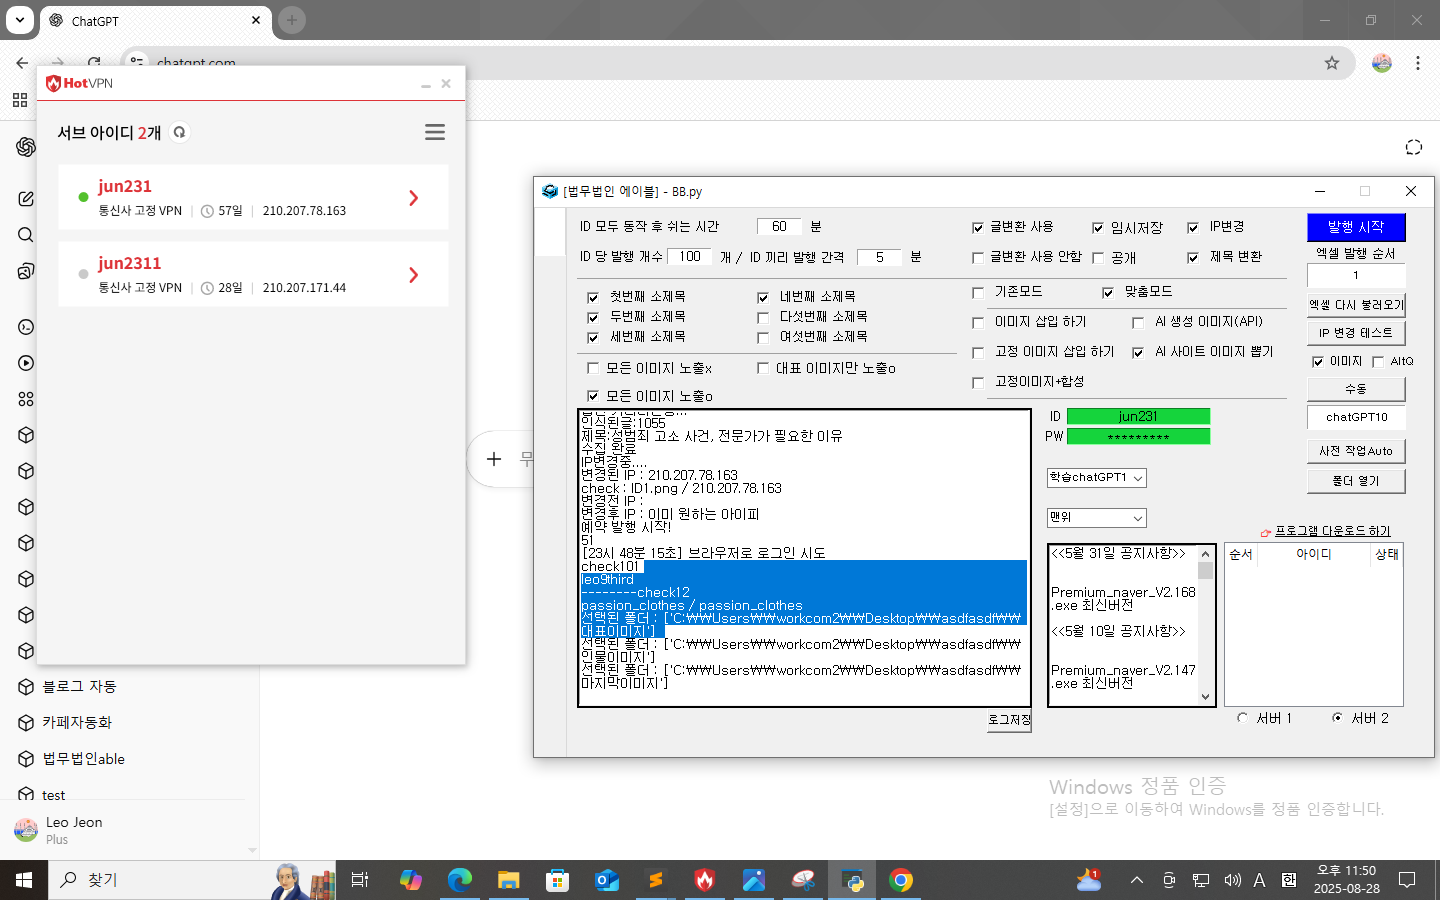 ChatGPT
chatgpt.com
HotVPN
서브 아이디 2개
jun231
통신사 고정 VPN | 57일 | 210.207.78.163
jun2311
통신사 고정 VPN | 28일 | 210.207.171.44
블로그 자동
카페자동화
법무법인able
test
Leo Jeon
Plus
무
[법무법인 에이블] - BB.py
ID 모두 동작 후 쉬는 시간 60 분
ID 당 발행 개수 100 개 / ID 끼리 발행 간격 5 분
첫번째 소제목
네번째 소제목
두번째 소제목
다섯번째 소제목
세번째 소제목
여섯번째 소제목
모든 이미지 노출x
대표 이미지만 노출o
모든 이미지 노출o
글변환 사용
임시저장
IP변경
글변환 사용 안함
공개
제목 변환
기존모드
맞춤모드
이미지 삽입 하기
AI 생성 이미지(API)
고정 이미지 삽입 하기
AI 사이트 이미지 뽑기
고정이미지+합성
발행 시작
엑셀 발행 순서
1
엑셀 다시 불러오기
IP 변경 테스트
이미지
AltQ
수동
chatGPT10
사전 작업Auto
폴더 열기
인식된글:1055
제목:성범죄 고소 사건, 전문가가 필요한 이유
수집 완료
IP변경중....
변경된 IP : 210.207.78.163
check : ID1.png / 210.207.78.163
변경전 IP :
변경후 IP : 이미 원하는 아이피
예약 발행 시작!
51
[23시 48분 15초] 브라우저로 로그인 시도
check101
leo9third
--------check12
passion_clothes / passion_clothes
선택된 폴더 : ['C:₩₩Users₩₩workcom2₩₩Desktop₩₩asdfasdf₩₩
대표이미지']
선택된 폴더 : ['C:₩₩Users₩₩workcom2₩₩Desktop₩₩asdfasdf₩₩
인물이미지']
선택된 폴더 : ['C:₩₩Users₩₩workcom2₩₩Desktop₩₩asdfasdf₩₩
마지막이미지']
로그저장
ID jun231
PW *********
학습chatGPT1
맨위
프로그램 다운로드 하기
<<5월 31일 공지사항>>
Premium_naver_V2.168
.exe 최신버전
<<5월 10일 공지사항>>
Premium_naver_V2.147
.exe 최신버전
순서 아이디 상태
서버 1
서버 2
Windows 정품 인증
[설정]으로 이동하여 Windows를 정품 인증합니다.
찾기
1
A
한
오후 11:50
2025-08-28